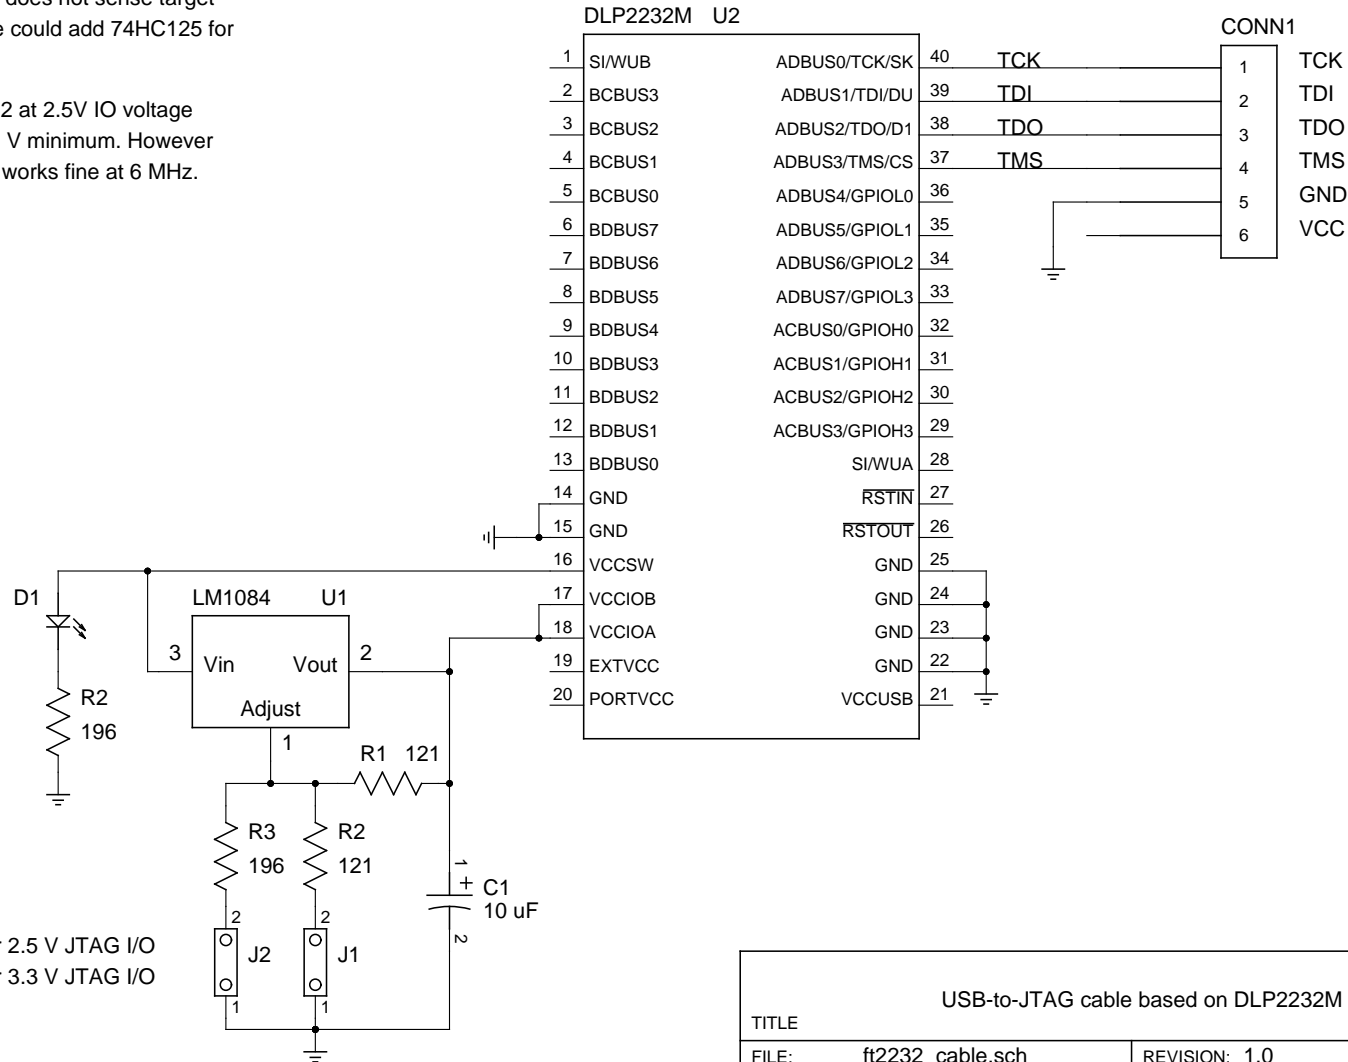 does not sense target
e could add 74HC125 for
2 at 2.5V IO voltage
V minimum. However
works fine at 6 MHz.
DLP2232M U2
1 SI/WUB
2 BCBUS3
3 BCBUS2
4 BCBUS1
5 BCBUS0
6 BDBUS7
7 BDBUS6
8 BDBUS5
9 BDBUS4
10 BDBUS3
11 BDBUS2
12 BDBUS1
13 BDBUS0
14 GND
15 GND
16 VCCSW
17 VCCIOB
18 VCCIOA
19 EXTVCC
20 PORTVCC
ADBUS0/TCK/SK 40 TCK
ADBUS1/TDI/DU 39 TDI
ADBUS2/TDO/D1 38 TDO
ADBUS3/TMS/CS 37 TMS
ADBUS4/GPIOL0 36
ADBUS5/GPIOL1 35
ADBUS6/GPIOL2 34
ADBUS7/GPIOL3 33
ACBUS0/GPIOH0 32
ACBUS1/GPIOH1 31
ACBUS2/GPIOH2 30
ACBUS3/GPIOH3 29
SI/WUA 28
RSTIN 27
RSTOUT 26
GND 25
GND 24
GND 23
GND 22
VCCUSB 21
CONN1
1 TCK
2 TDI
3 TDO
4 TMS
5 GND
6 VCC
D1
R2
196
LM1084 U1
3 Vin Vout 2
Adjust
1
R1 121
R3
196
R2
121
1
+ C1
10 uF
2
2
J2
1
2
J1
1
r 2.5 V JTAG I/O
r 3.3 V JTAG I/O
USB-to-JTAG cable based on DLP2232M
TITLE
FILE: ft2232_cable.sch REVISION: 1.0